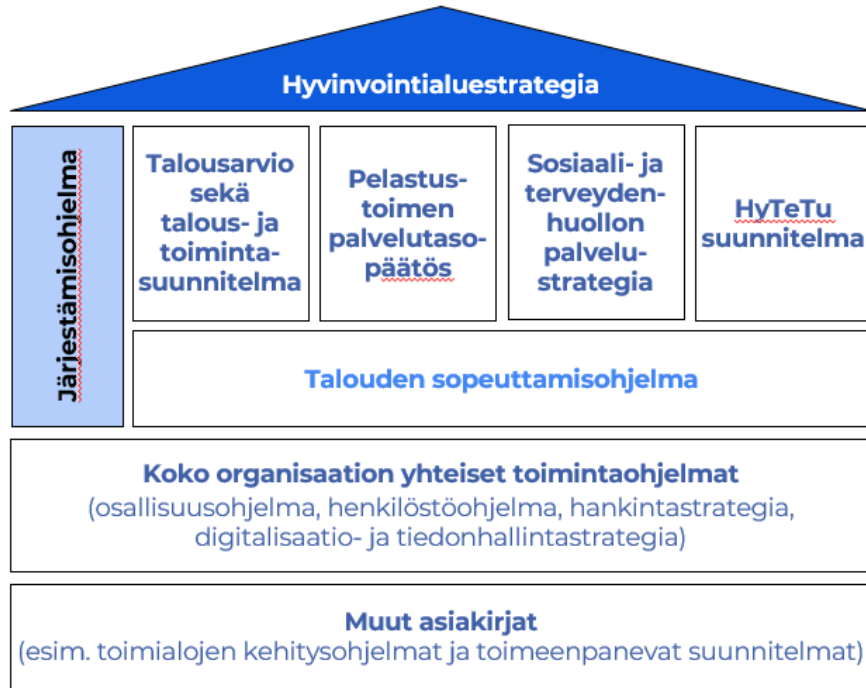 Hyvinvointialuestrategia
Järjestämisohjelma
Talousarvio
sekä
talous- ja
toiminta-
suunnitelma
Pelastus-
toimen
palvelutaso-
päätös
Sosiaali- ja
terveyden-
huollon
palvelu-
strategia
HyTeTu
suunnitelma
Talouden sopeuttamisohjelma
Koko organisaation yhteiset toimintaohjelmat
(osallisuusohjelma, henkilöstöohjelma, hankintastrategia,
digitalisaatio- ja tiedonhallintastrategia)
Muut asiakirjat
(esim. toimialojen kehitysohjelmat ja toimeenpanevat suunnitelmat)